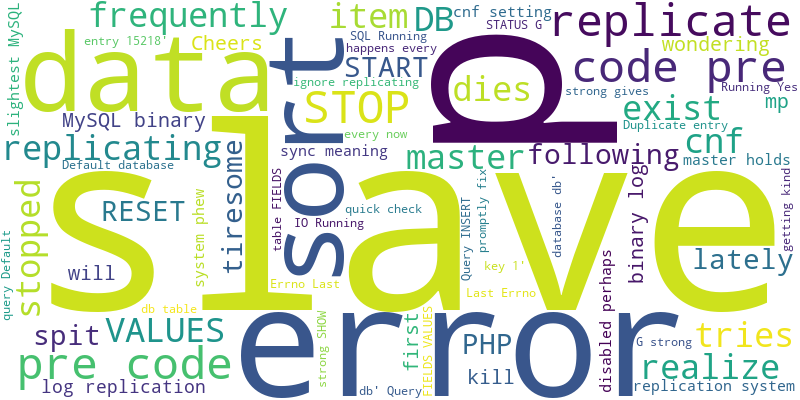 slightest MySQL
frequently
entry 15218'
Cheers
data
item
DB
cnf setting
STATUS G
replicate
SQL Running
happens every
wondering
START
code pre
ignore replicating
strong gives
Running Yes
p
dies
sort
STOP
exist
mp
MySQL binary
Duplicate entry
every now
cnf
replicating
tiresome
sync meaning
master
following
master holds
Default database
binary log
getting kind
slave
stopped
RESET
system phew
table FIELDS
quick check
IO Running
Query INSERT
promptly fix
key 1'
database db'
lately
query Default
will
Errno Last
Last Errno
disabled perhaps
db table
error
spit
VALUES
strong SHOW
first
FIELDS VALUES
PHP
G strong
tries
pre code
kill
realize
log replication
db' Query
replication system